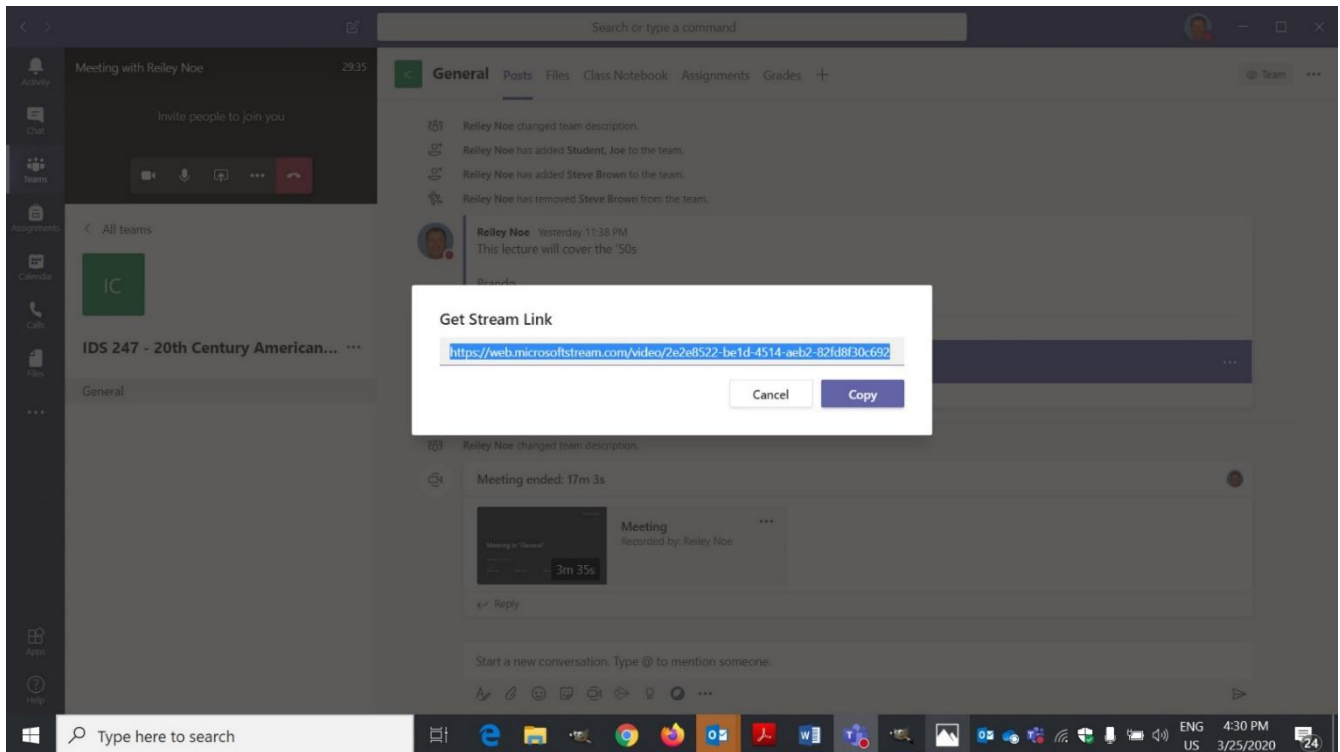 Search or type a command
Activity
Chat
Teams
Assignments
Calendar
Calls
Files
Apps
Help
Meeting with Reiley Noe 29:35
Invite people to join you
All teams
IC
IDS 247 - 20th Century American... ...
General
General Posts Files Class Notebook Assignments Grades +
Team
Reiley Noe changed team description.
Reiley Noe has added Student, Joe to the team.
Reiley Noe has added Steve Brown to the team.
Reiley Noe has removed Steve Brown from the team.
Reiley Noe Yesterday 11:38 PM
This lecture will cover the '50s
Brando
Get Stream Link
https://web.microsoftstream.com/video/2e2e8522-be1d-4514-aeb2-82fd8f30c692
Cancel Copy
Reiley Noe changed team description.
Meeting ended: 17m 3s
Meeting in "General"
3m 35s
Meeting
Recorded by: Reiley Noe
Reply
Start a new conversation. Type @ to mention someone.
Type here to search
ENG
US
4:30 PM
3/25/2020
24